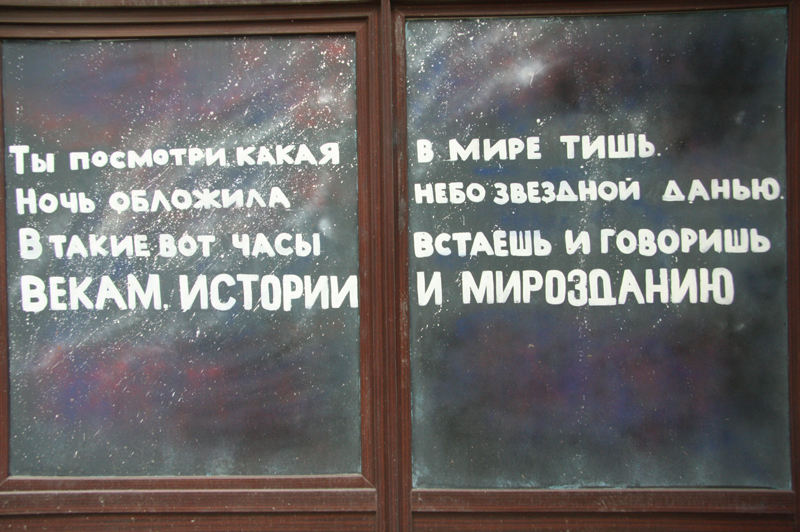 Ты посмотри какая в мире тишь.
Ночь обложила небо звездной данью.
В такие вот часы встаешь и говоришь
ВЕКАМ, ИСТОРИИ И МИРОЗДАНИЮ